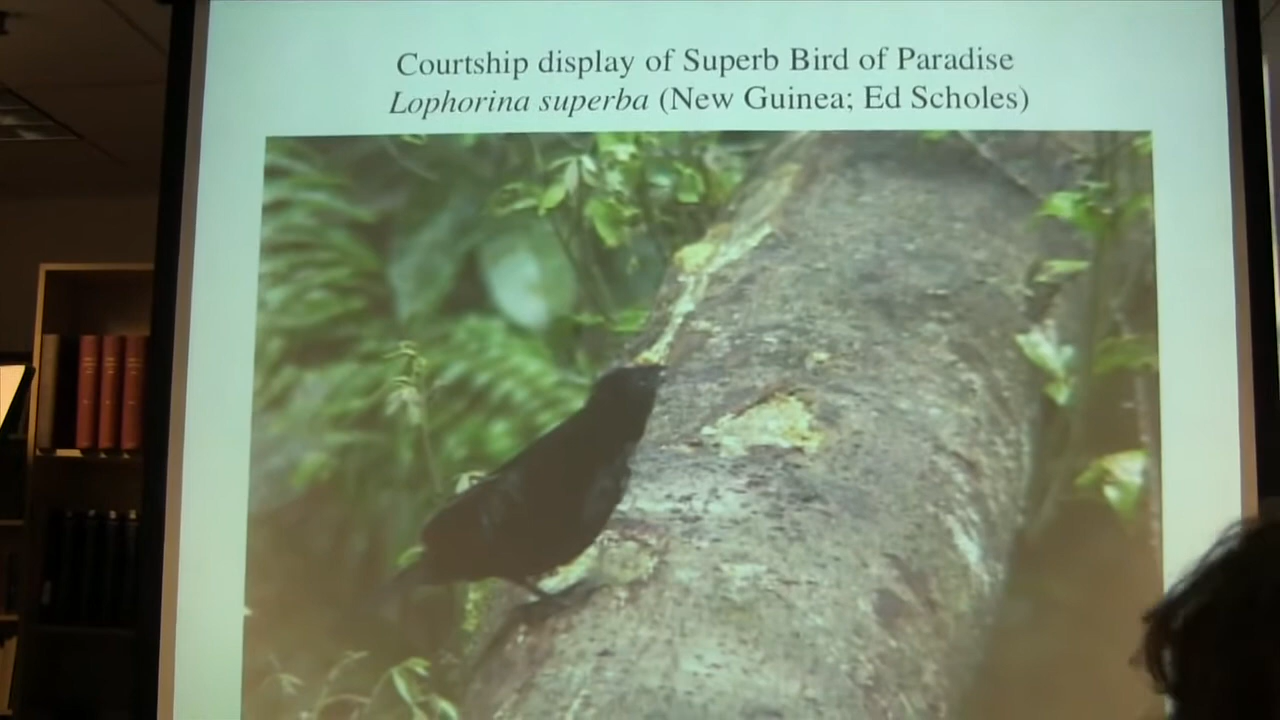 Courtship display of Superb Bird of Paradise
Lophorina superba (New Guinea; Ed Scholes)